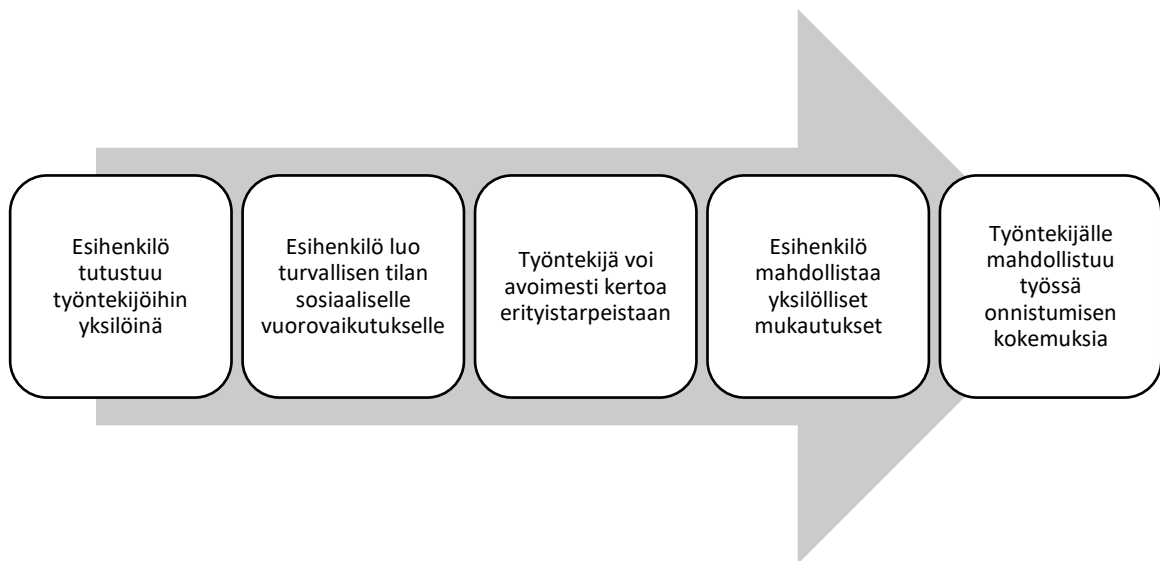 Esihenkilö
tutustuu
työntekijöihin
yksilöinä
Esihenkilö luo
turvallisen tilan
sosiaaliselle
vuorovaikutukselle
Työntekijä voi
avoimesti kertoa
erityistarpeistaan
Esihenkilö
mahdollistaa
yksilölliset
mukautukset
Työntekijälle
mahdollistuu
työssä
onnistumisen
kokemuksia